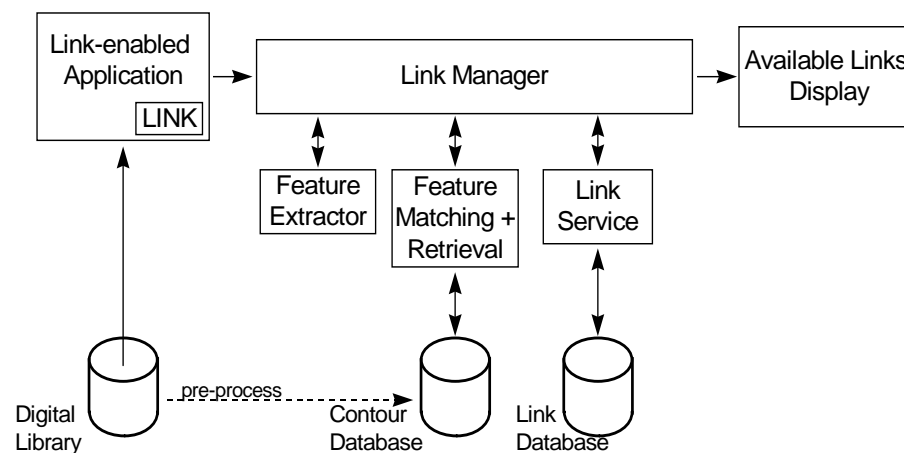 Link-enabled
Application
LINK
Link Manager
Available Links
Display
Feature
Extractor
Feature
Matching +
Retrieval
Link
Service
pre-process
Digital
Library
Contour
Database
Link
Database